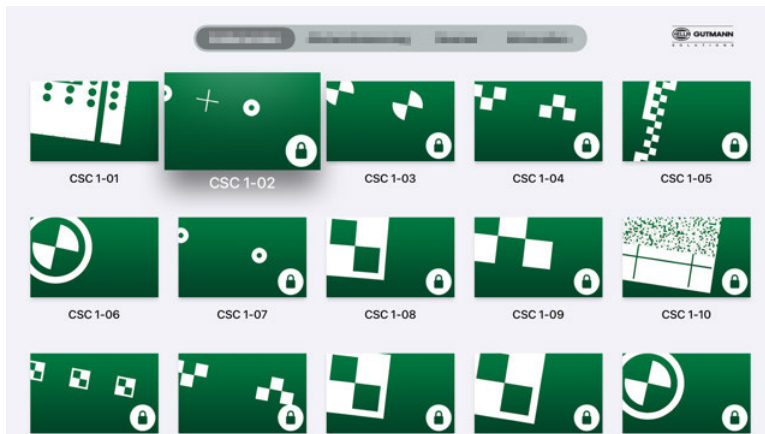 HELLA GUTMANN
SOLUTIONS
CSC 1-01
CSC 1-02
CSC 1-03
CSC 1-04
CSC 1-05
CSC 1-06
CSC 1-07
CSC 1-08
CSC 1-09
CSC 1-10